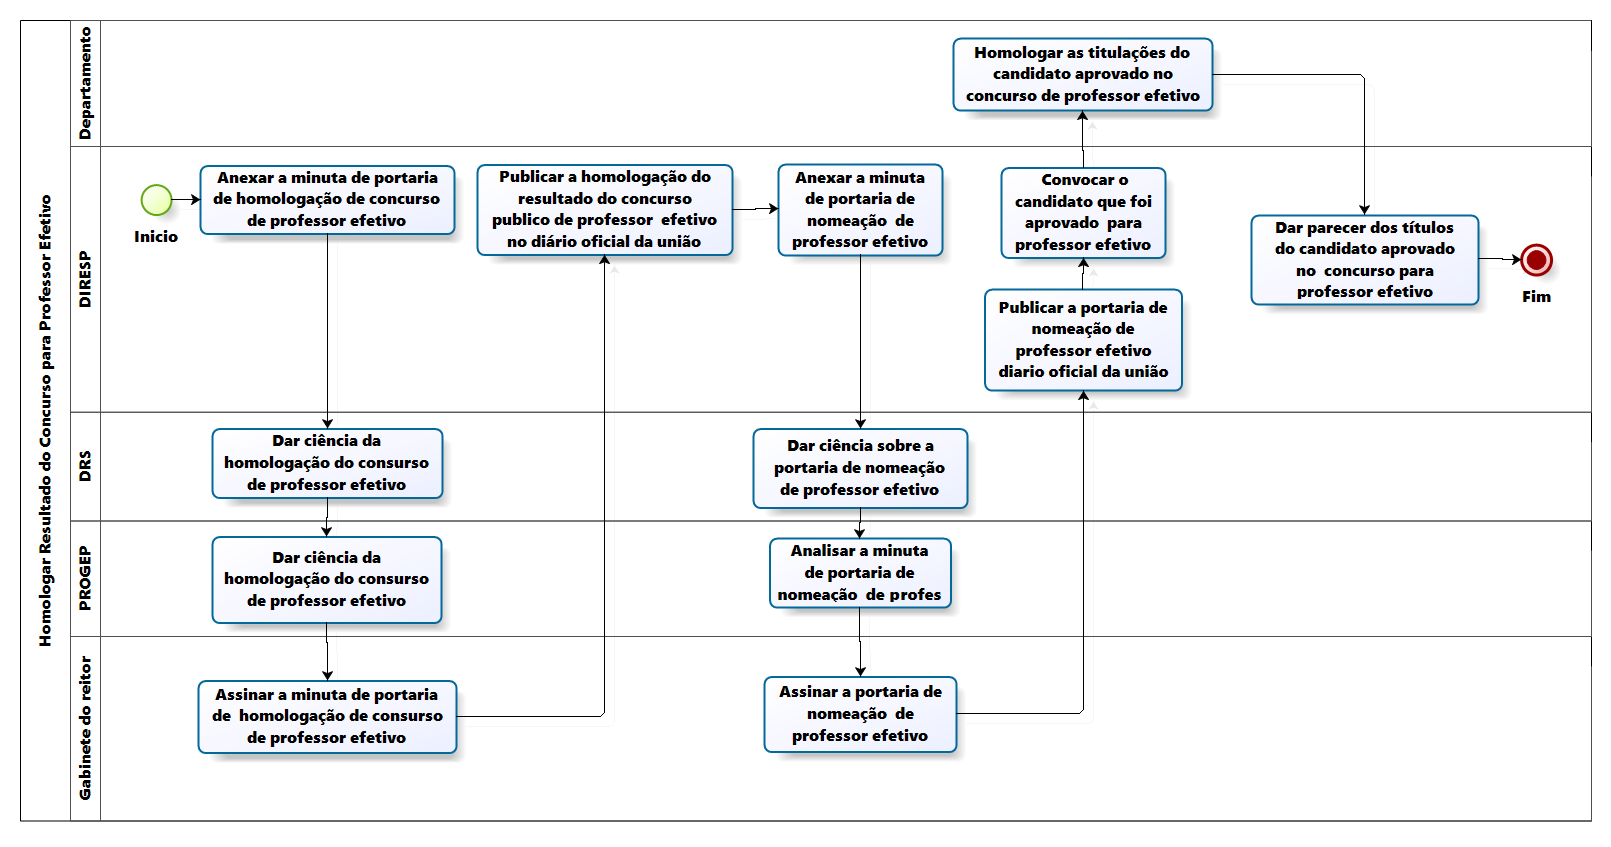 Homologar Resultado do Concurso para Professor Efetivo
Departamento
Homologar as titulações do
candidato aprovado no
concurso de professor efetivo
DIRESP
Inicio
Anexar a minuta de portaria
de homologação de concurso
de professor efetivo
Publicar a homologação do
resultado do concurso
publico de professor efetivo
no diário oficial da união
Anexar a minuta
de portaria de
nomeação de
professor efetivo
Convocar o
candidato que foi
aprovado para
professor efetivo
Publicar a portaria de
nomeação de
professor efetivo
diario oficial da união
Dar parecer dos títulos
do candidato aprovado
no concurso para
professor efetivo
Fim
DRS
Dar ciência da
homologação do consurso
de professor efetivo
Dar ciência sobre a
portaria de nomeação
de professor efetivo
PROGEP
Dar ciência da
homologação do consurso
de professor efetivo
Analisar a minuta
de portaria de
nomeação de profes
Gabinete do reitor
Assinar a minuta de portaria
de homologação de consurso
de professor efetivo
Assinar a portaria de
nomeação de
professor efetivo